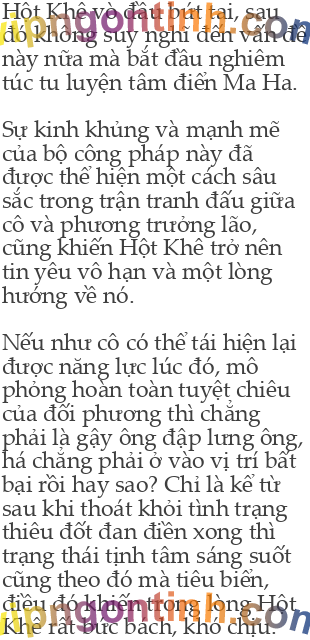 Hột Khê vò đầu bứt tai, sau
đó không suy nghĩ đến vấn đề
này nữa mà bắt đầu nghiêm
túc tu luyện tâm điển Ma Ha.

Sự kinh khủng và mạnh mẽ
của bộ công pháp này đã
được thể hiện một cách sâu
sắc trong trận tranh đấu giữa
cô và phương trưởng lão,
cũng khiến Hột Khê trở nên
tin yêu vô hạn và một lòng
hướng về nó.

Nếu như cô có thể tái hiện lại
được năng lực lúc đó, mô
phỏng hoàn toàn tuyệt chiêu
của đối phương thì chẳng
phải là gậy ông đập lưng ông,
há chẳng phải ở vào vị trí bất
bại rồi hay sao? Chỉ là kể từ
sau khi thoát khỏi tình trạng
thiêu đốt đan điền xong thì
trạng thái tịnh tâm sáng suốt
cũng theo đó mà tiêu biến,
điều đó khiến trong lòng Hột
Khê rất bức bách, khó chịu.
vipngontinh.com
vipngontinh.com